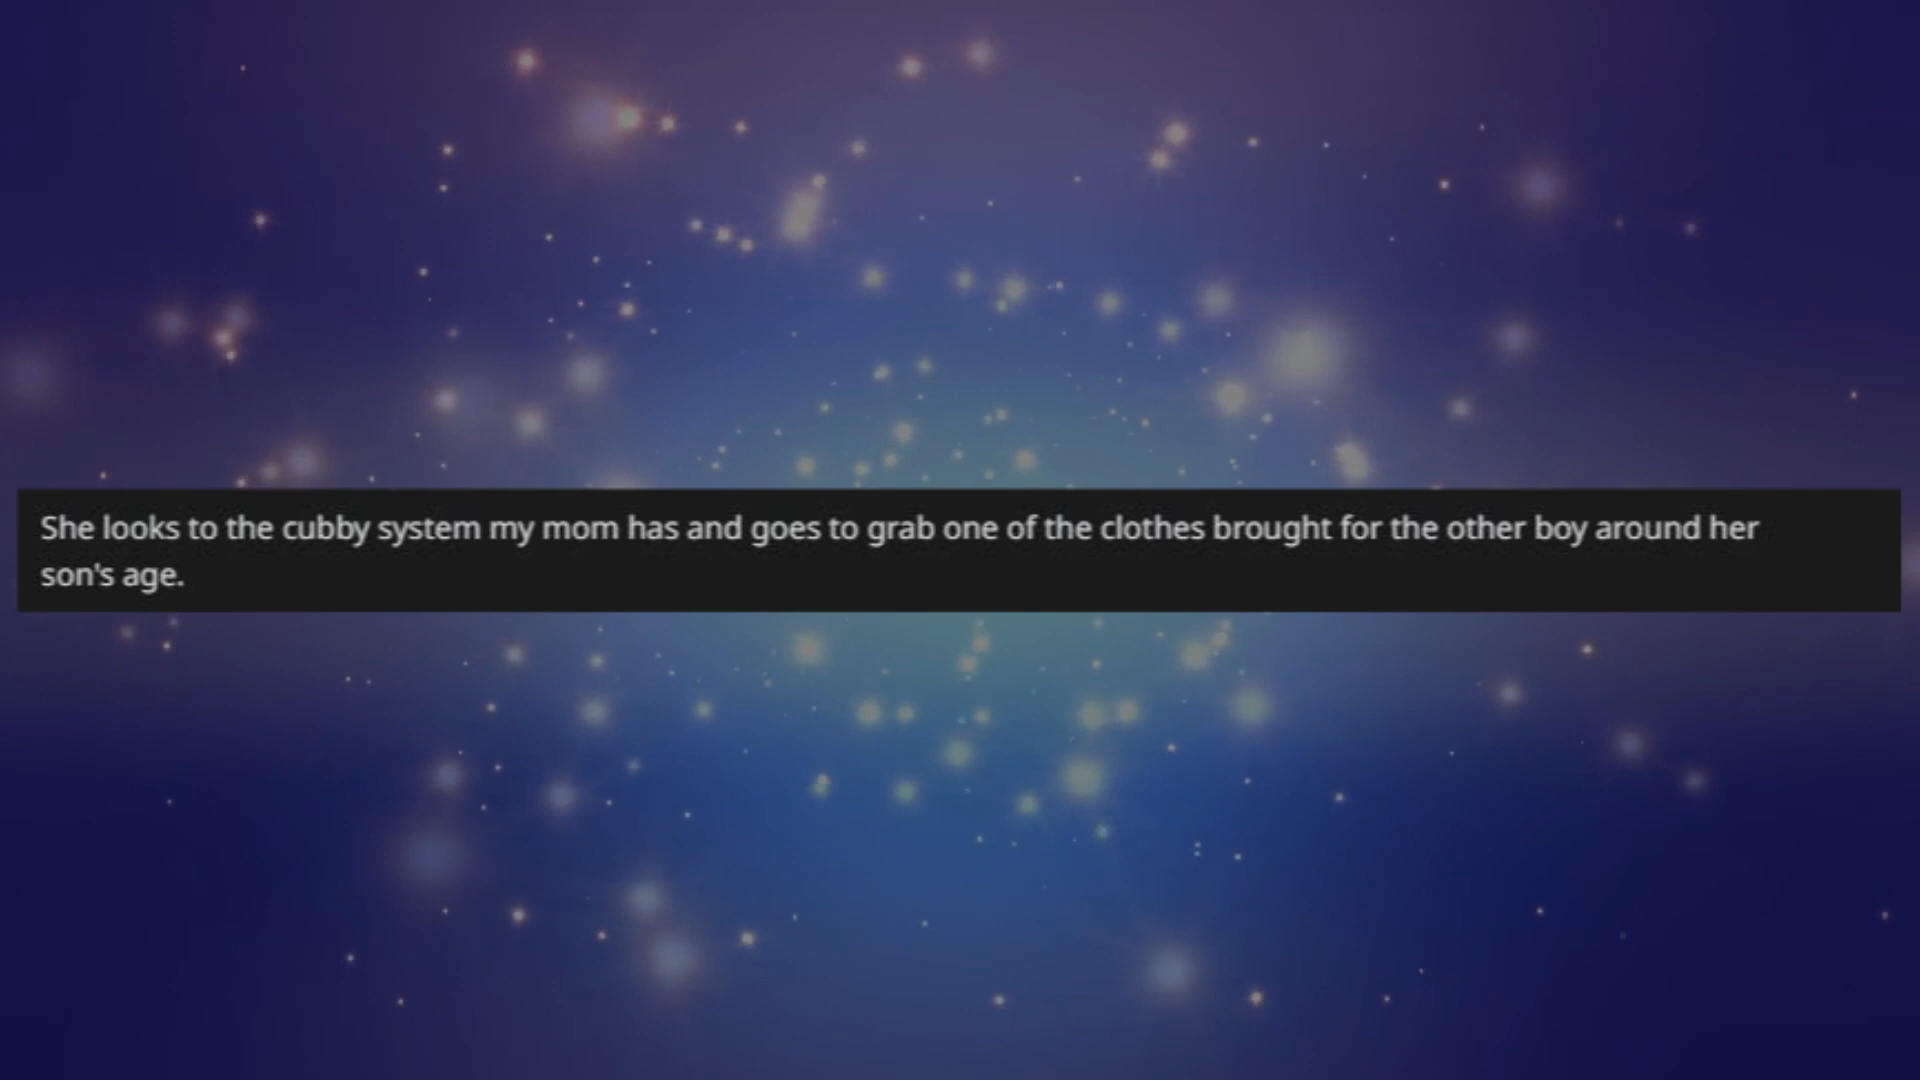 She looks to the cubby system my mom has and goes to grab one of the clothes brought for the other boy around her
son's age.